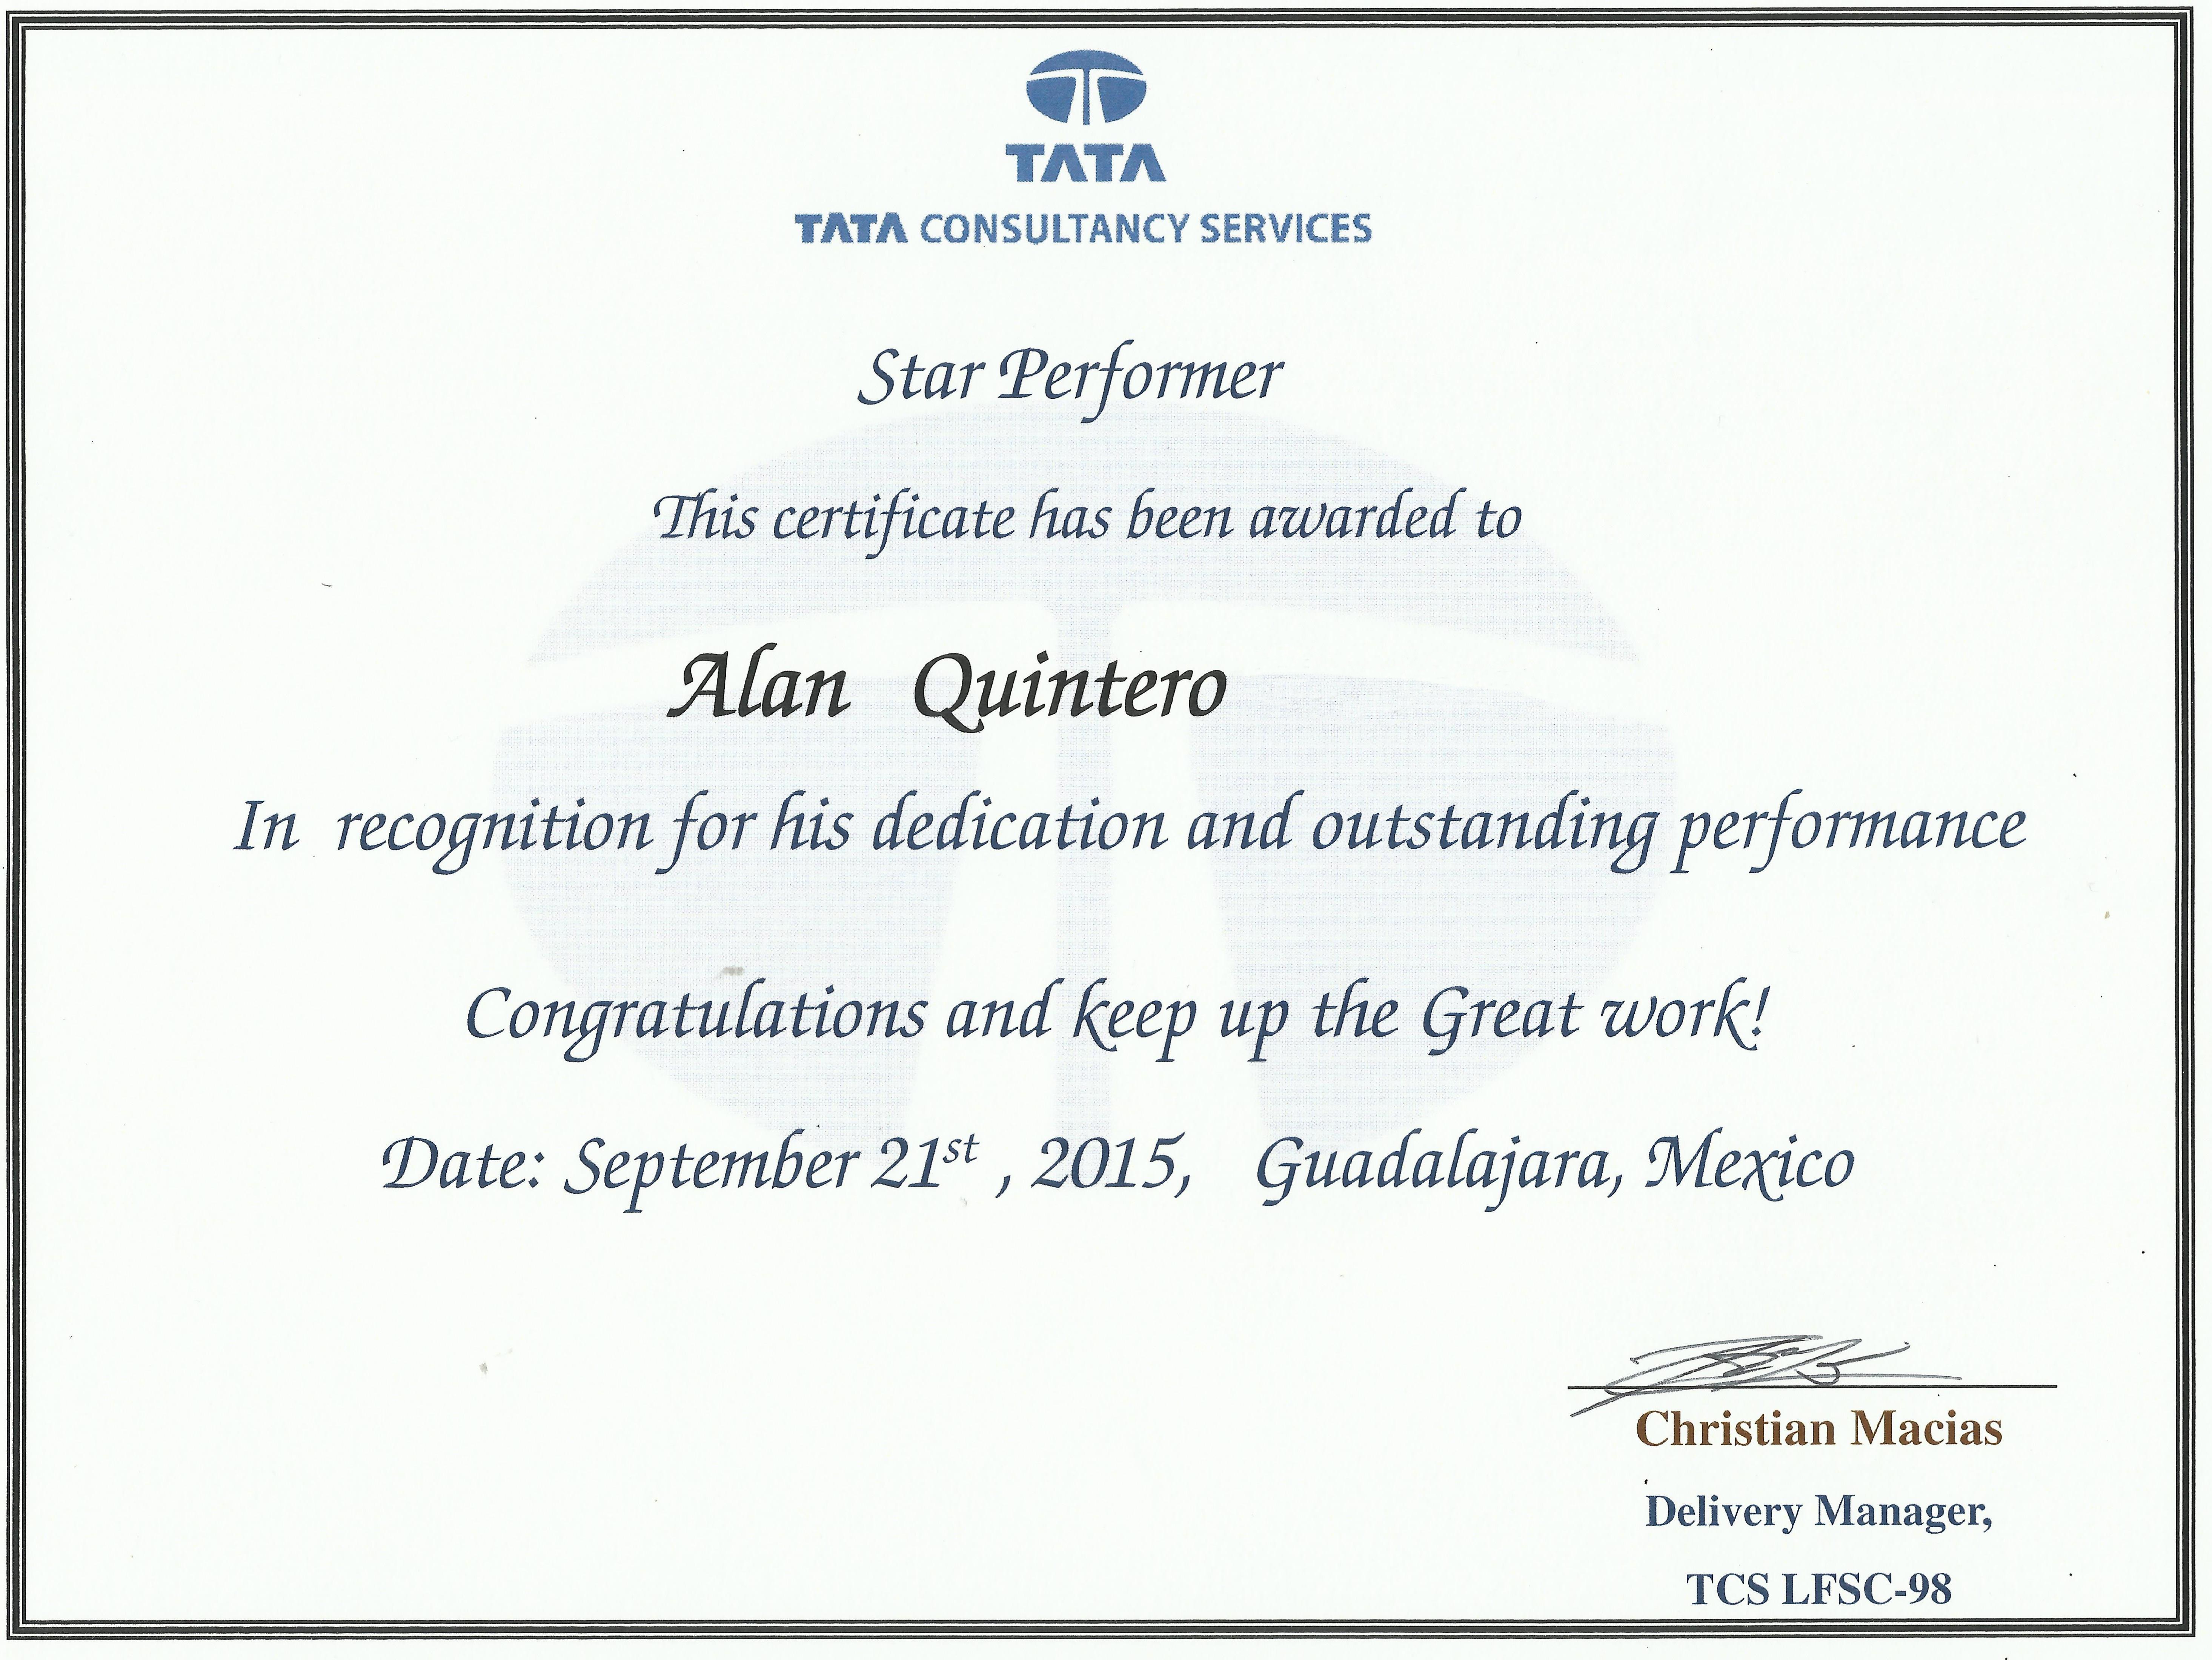 TATA
TATA CONSULTANCY SERVICES
Star Performer
This certificate has been awarded to
Alan Quintero
In recognition for his dedication and outstanding performance
Congratulations and keep up the Great work!
Date: September 21st , 2015, Guadalajara, Mexico
Christian Macias
Delivery Manager,
TCS LFSC-98